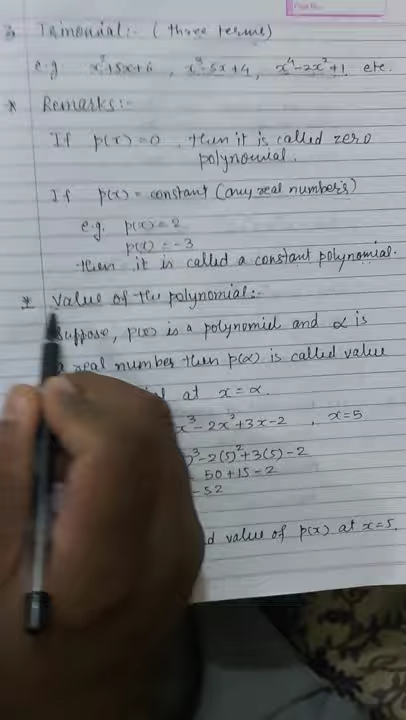 3. Trinomial:- (three terms)
e.g x²+5x+6, x²-5x+4, x⁴-2x²+1 etc.
* Remarks:-
If p(x)=0, then it is called zero
polynomial.
If p(x) = constant (any real numbers)
e.g. p(x)=2
p(x) = -3
then it is called a constant polynomial.
* Value of the polynomial:-
Suppose, p(x) is a polynomial and α is
a real number then p(α) is called value
at x=α.
x³-2x²+3x-2, x=5
)³-2(5)²+3(5)-2
50+15-2
-52
value of p(x) at x=5.